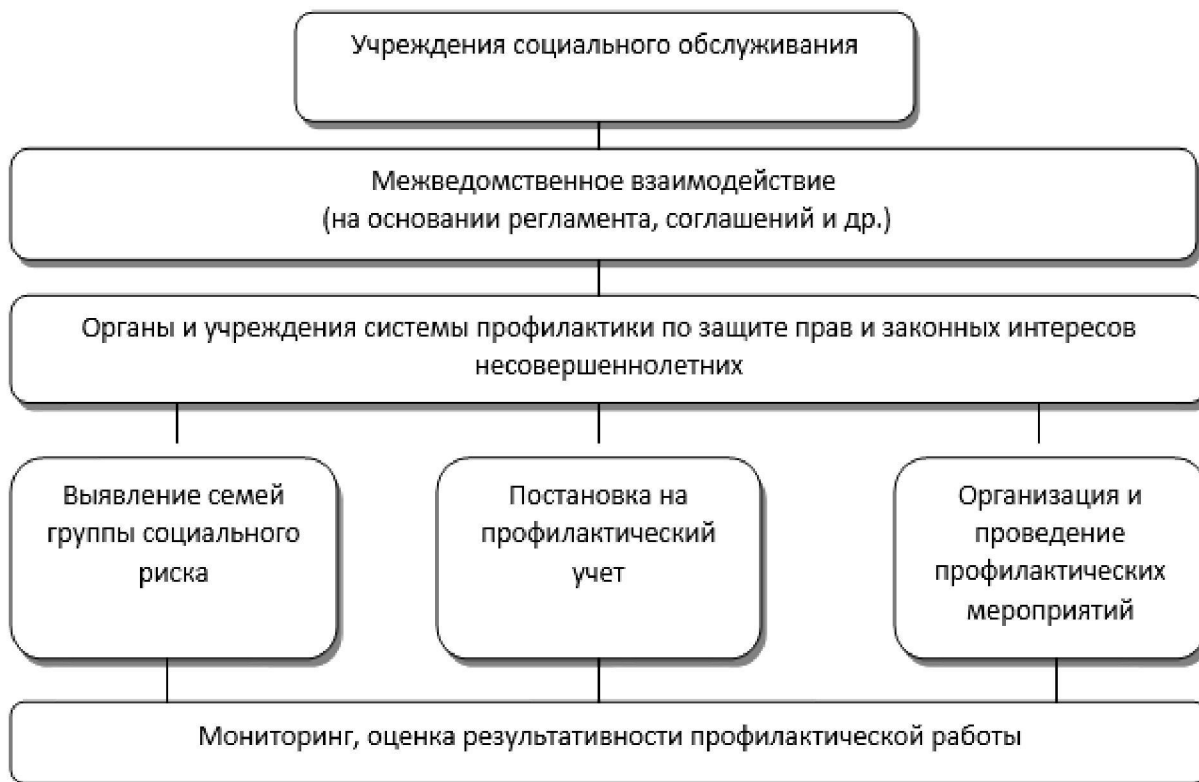 Учреждения социального обслуживания
Межведомственное взаимодействие
(на основании регламента, соглашений и др.)
Органы и учреждения системы профилактики по защите прав и законных интересов
несовершеннолетних
Выявление семей
группы социального
риска
Постановка на
профилактический
учет
Организация и
проведение
профилактических
мероприятий
Мониторинг, оценка результативности профилактической работы